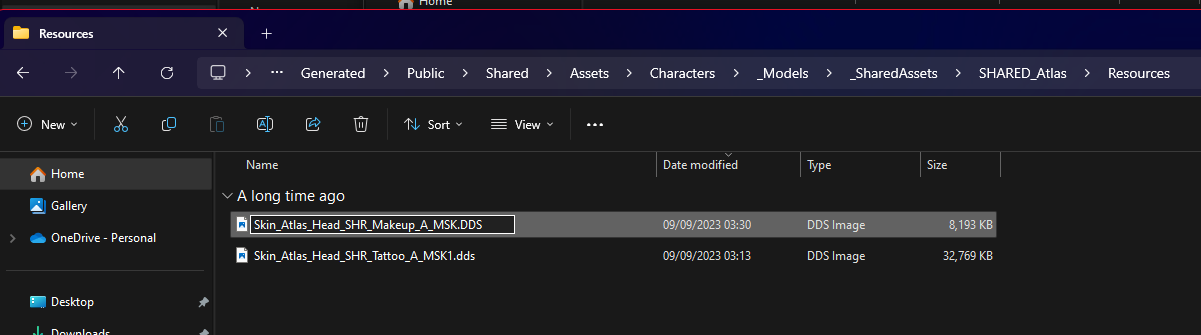 Home
Resources
Generated > Public > Shared > Assets > Characters > _Models > _SharedAssets > SHARED_Atlas > Resources
New Sort View
Name Date modified Type Size
Home
A long time ago
Gallery
Skin_Atlas_Head_SHR_Makeup_A_MSK.DDS 09/09/2023 03:30 DDS Image 8,193 KB
OneDrive - Personal
Skin_Atlas_Head_SHR_Tattoo_A_MSK1.dds 09/09/2023 03:13 DDS Image 32,769 KB
Desktop
Downloads